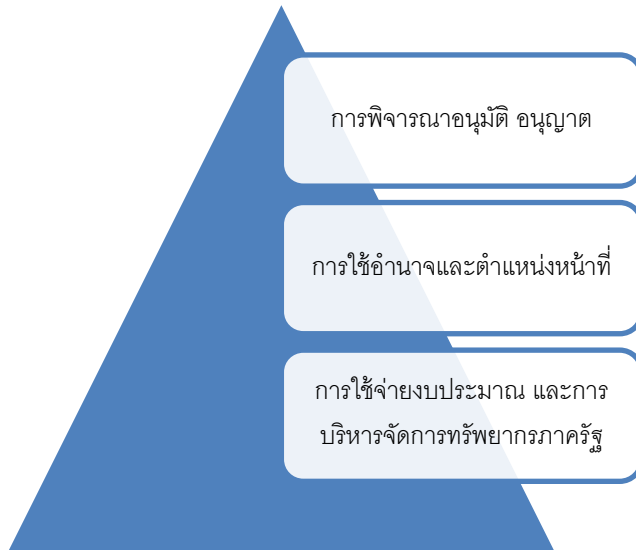 การพิจารณาอนุมัติ อนุญาต
การใช้อำนาจและตำแหน่งหน้าที่
การใช้จ่ายงบประมาณ และการ
บริหารจัดการทรัพยากรภาครัฐ